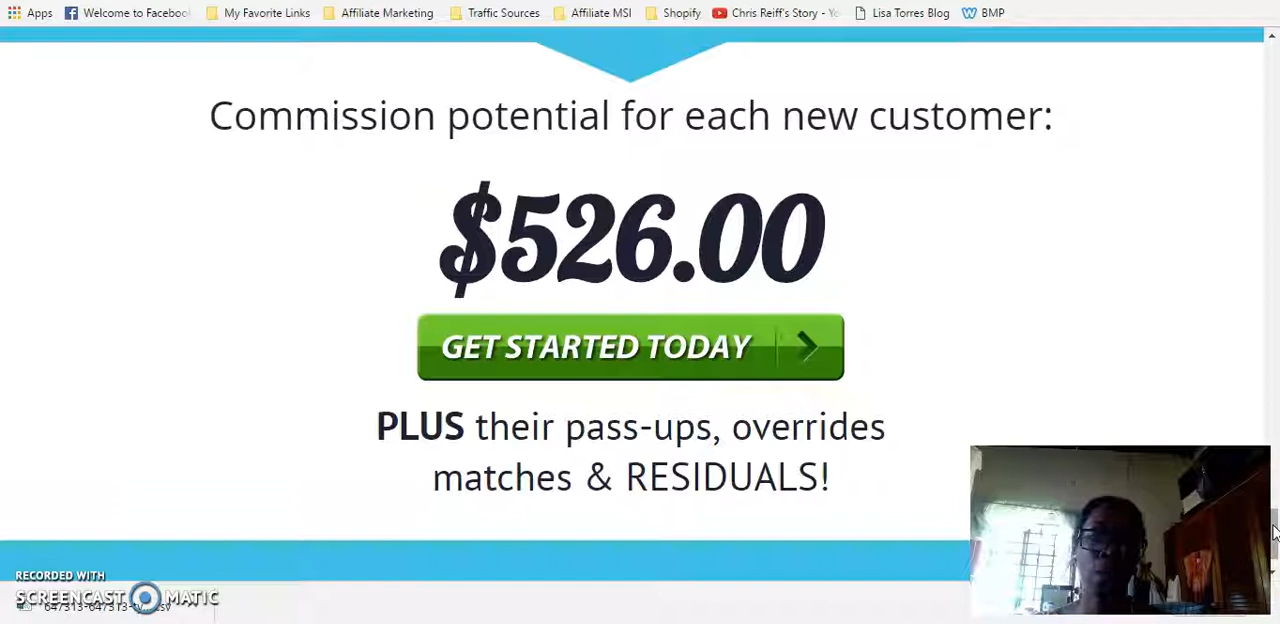 Apps Welcome to Faceboo My Favorite Links Affiliate Marketing Traffic Sources Affiliate MSI Shopify Chris Reiff's Story - Yo Lisa Torres Blog BMP
Commission potential for each new customer:
$526.00
GET STARTED TODAY
PLUS their pass-ups, overrides
matches & RESIDUALS!
RECORDED WITH
SCREENCAST MATIC